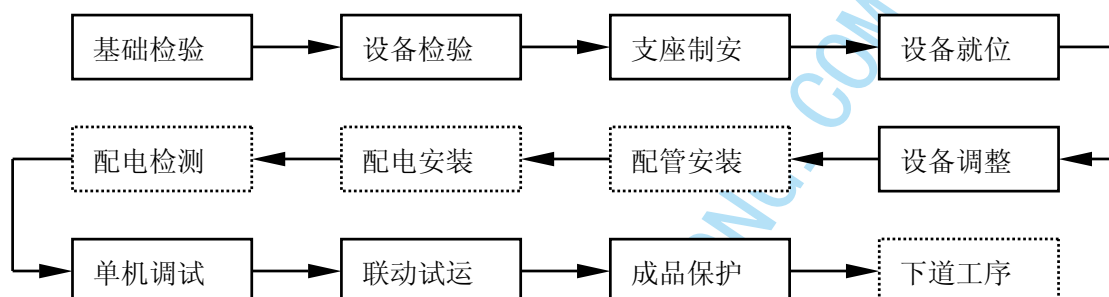 基础检验 设备检验 支座制安 设备就位
配电检测 配电安装 配管安装 设备调整
单机调试 联动试运 成品保护 下道工序